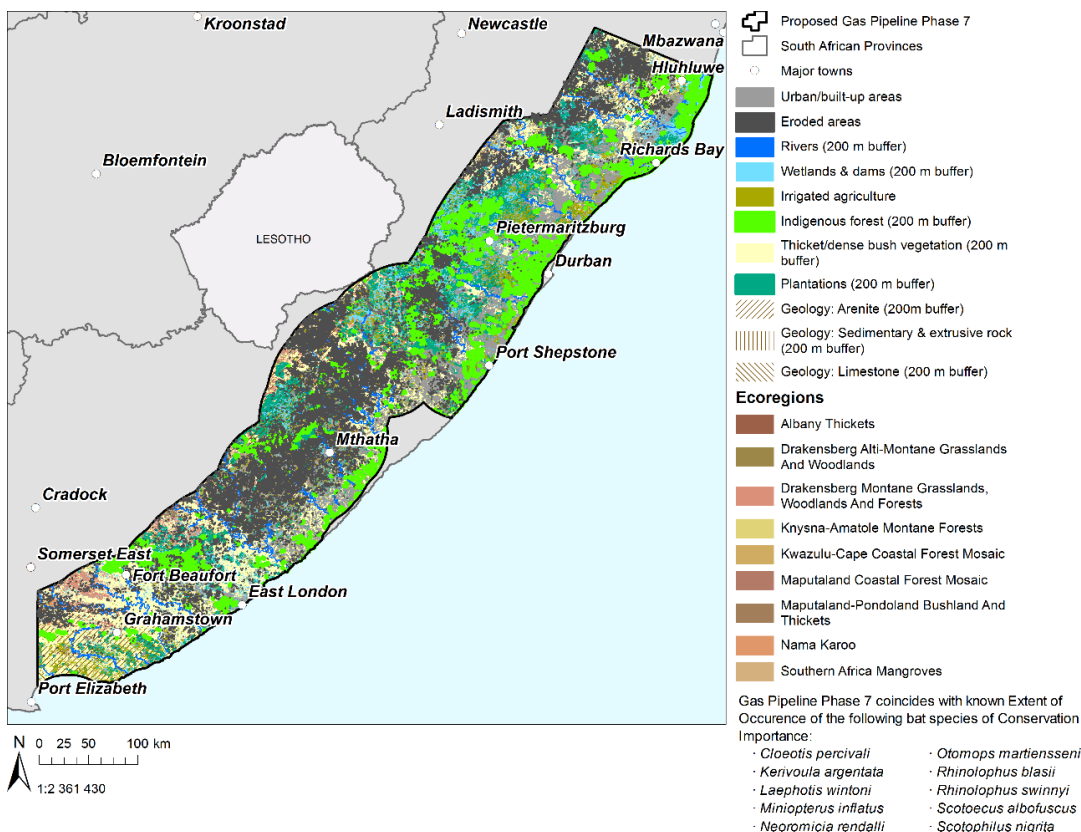 Kroonstad
Newcastle
Mbazwana
Hluhluwe
Ladismith
Bloemfontein
Richards Bay
LESOTHO
Pietermaritzburg
Durban
Port Shepstone
Mthatha
Cradock
Somerset East
Fort Beaufort
East London
Grahamstown
Port Elizabeth
N
0 25 50 100 km
1:2 361 430
Proposed Gas Pipeline Phase 7
South African Provinces
Major towns
Urban/built-up areas
Eroded areas
Rivers (200 m buffer)
Wetlands & dams (200 m buffer)
Irrigated agriculture
Indigenous forest (200 m buffer)
Thicket/dense bush vegetation (200 m
buffer)
Plantations (200 m buffer)
Geology: Arenite (200m buffer)
Geology: Sedimentary & extrusive rock
(200 m buffer)
Geology: Limestone (200 m buffer)
Ecoregions
Albany Thickets
Drakensberg Alti-Montane Grasslands
And Woodlands
Drakensberg Montane Grasslands,
Woodlands And Forests
Knysna-Amatole Montane Forests
Kwazulu-Cape Coastal Forest Mosaic
Maputaland Coastal Forest Mosaic
Maputaland-Pondoland Bushland And
Thickets
Nama Karoo
Southern Africa Mangroves
Gas Pipeline Phase 7 coincides with known Extent of
Occurence of the following bat species of Conservation
Importance:
· Cloeotis percivali
· Kerivoula argentata
· Laephotis wintoni
· Miniopterus inflatus
· Neoromicia rendalli
· Otomops martiensseni
· Rhinolophus blasii
· Rhinolophus swinnyi
· Scotoecus albofuscus
· Scotophilus nigrita